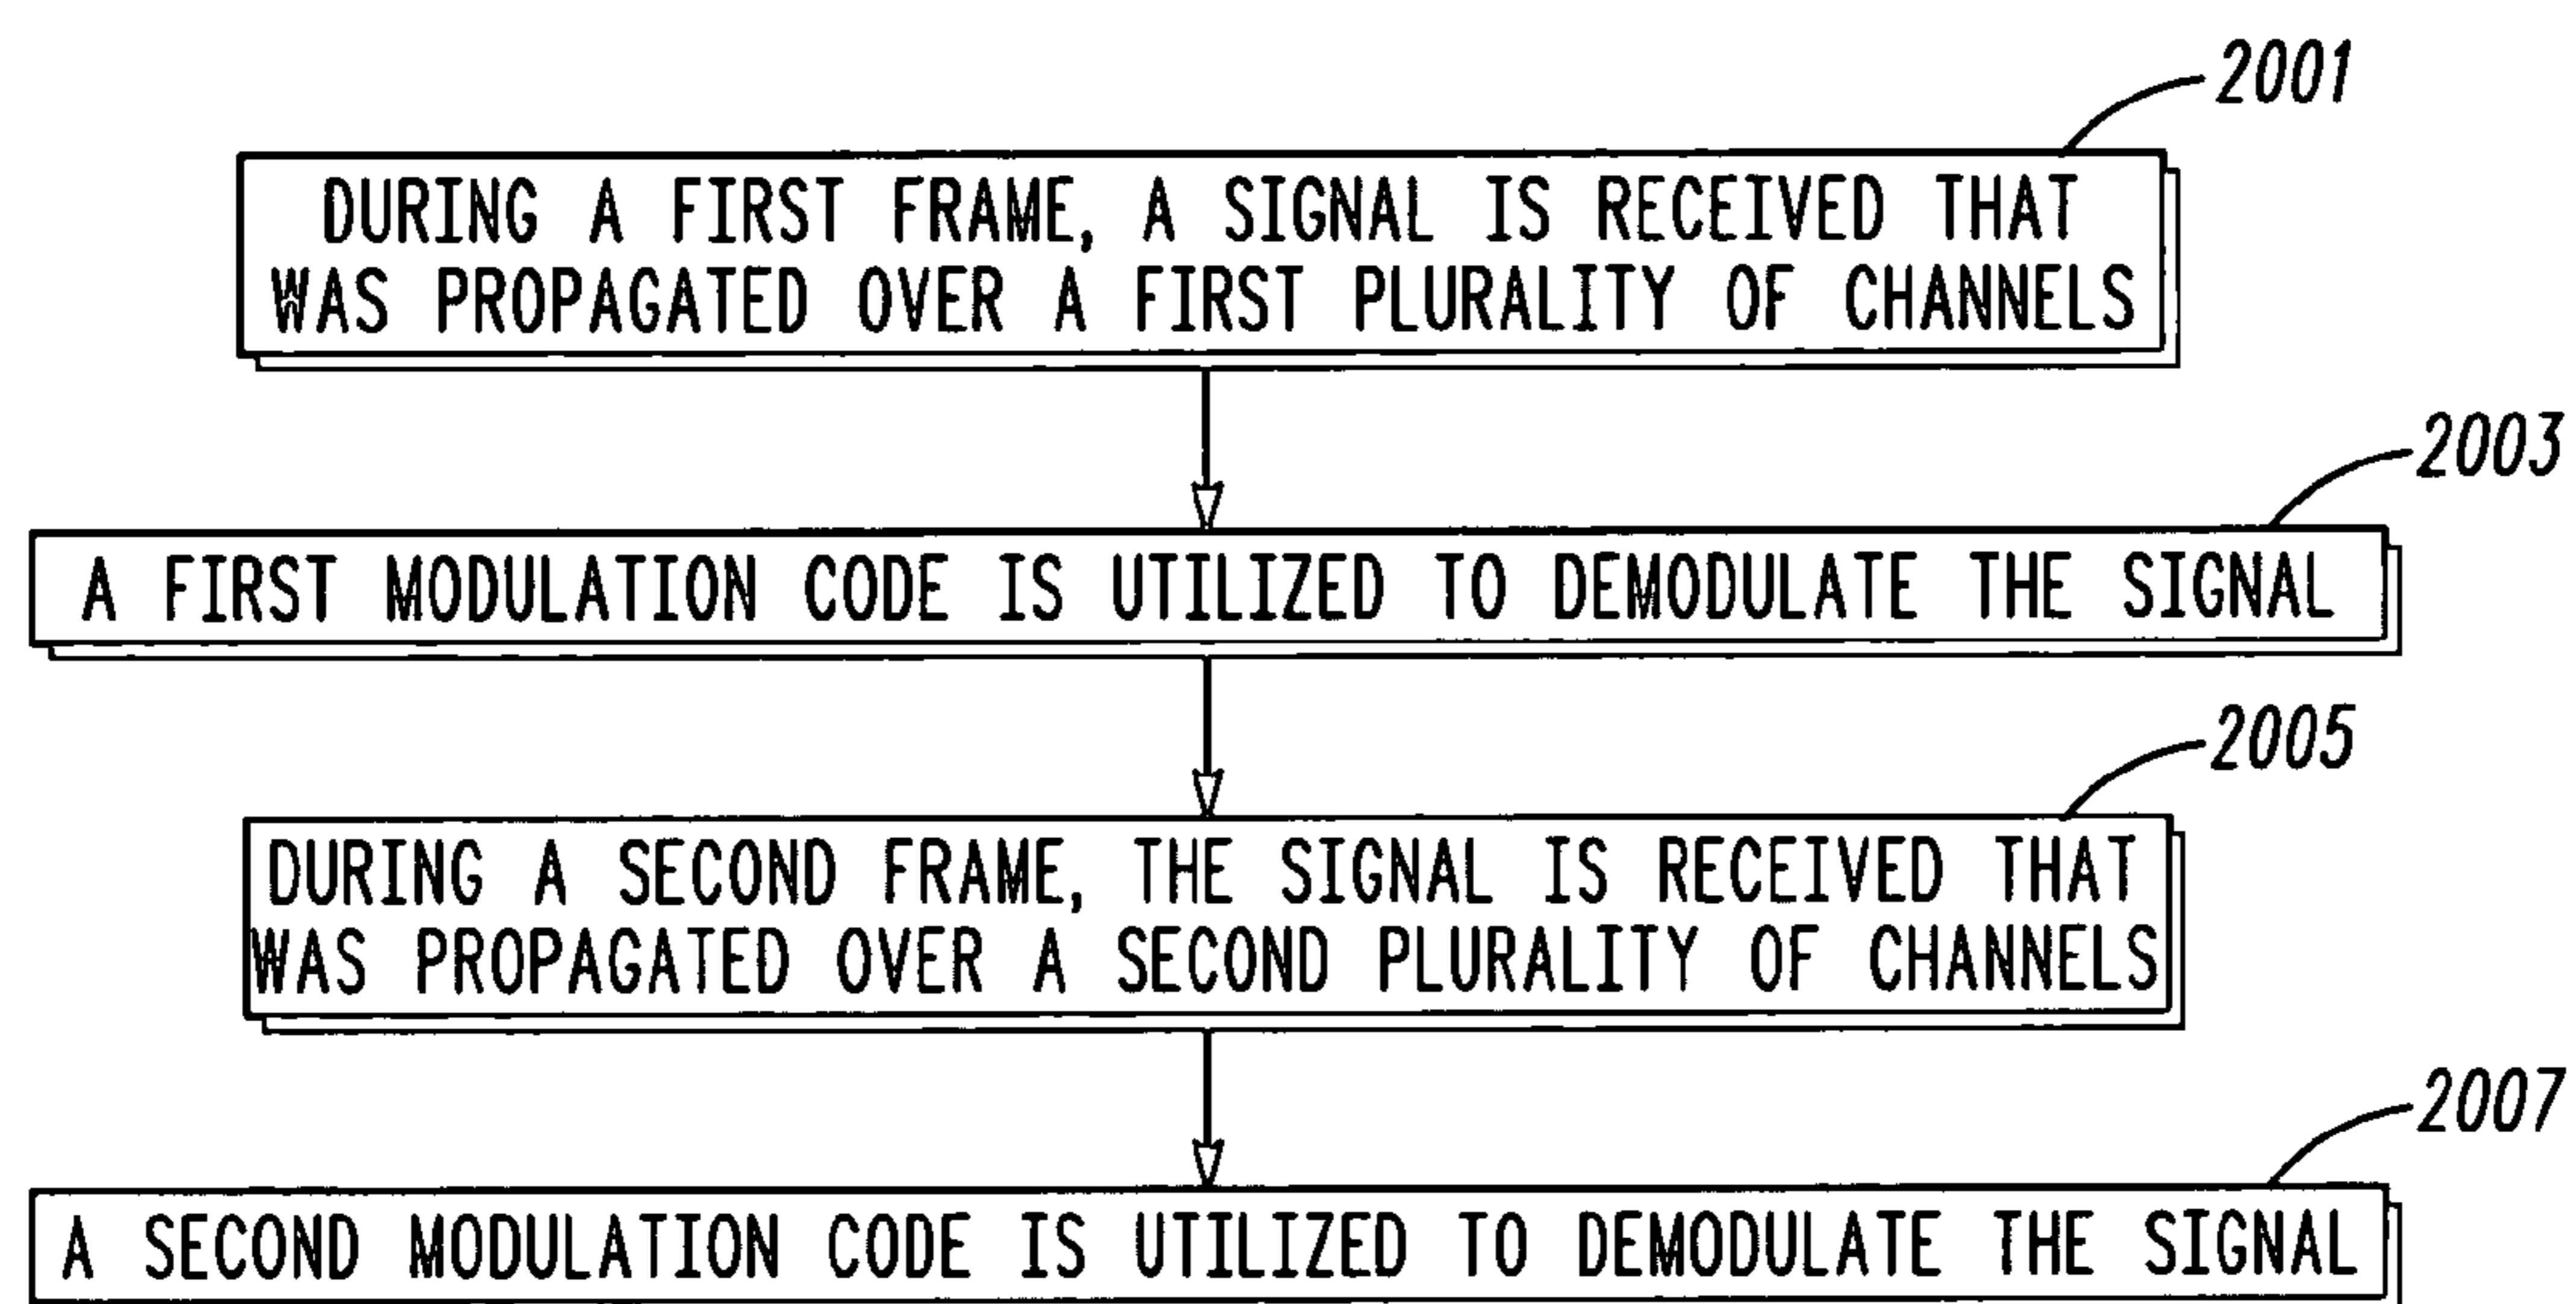 2001
DURING A FIRST FRAME, A SIGNAL IS RECEIVED THAT
WAS PROPAGATED OVER A FIRST PLURALITY OF CHANNELS
2003
A FIRST MODULATION CODE IS UTILIZED TO DEMODULATE THE SIGNAL
2005
DURING A SECOND FRAME, THE SIGNAL IS RECEIVED THAT
WAS PROPAGATED OVER A SECOND PLURALITY OF CHANNELS
2007
A SECOND MODULATION CODE IS UTILIZED TO DEMODULATE THE SIGNAL